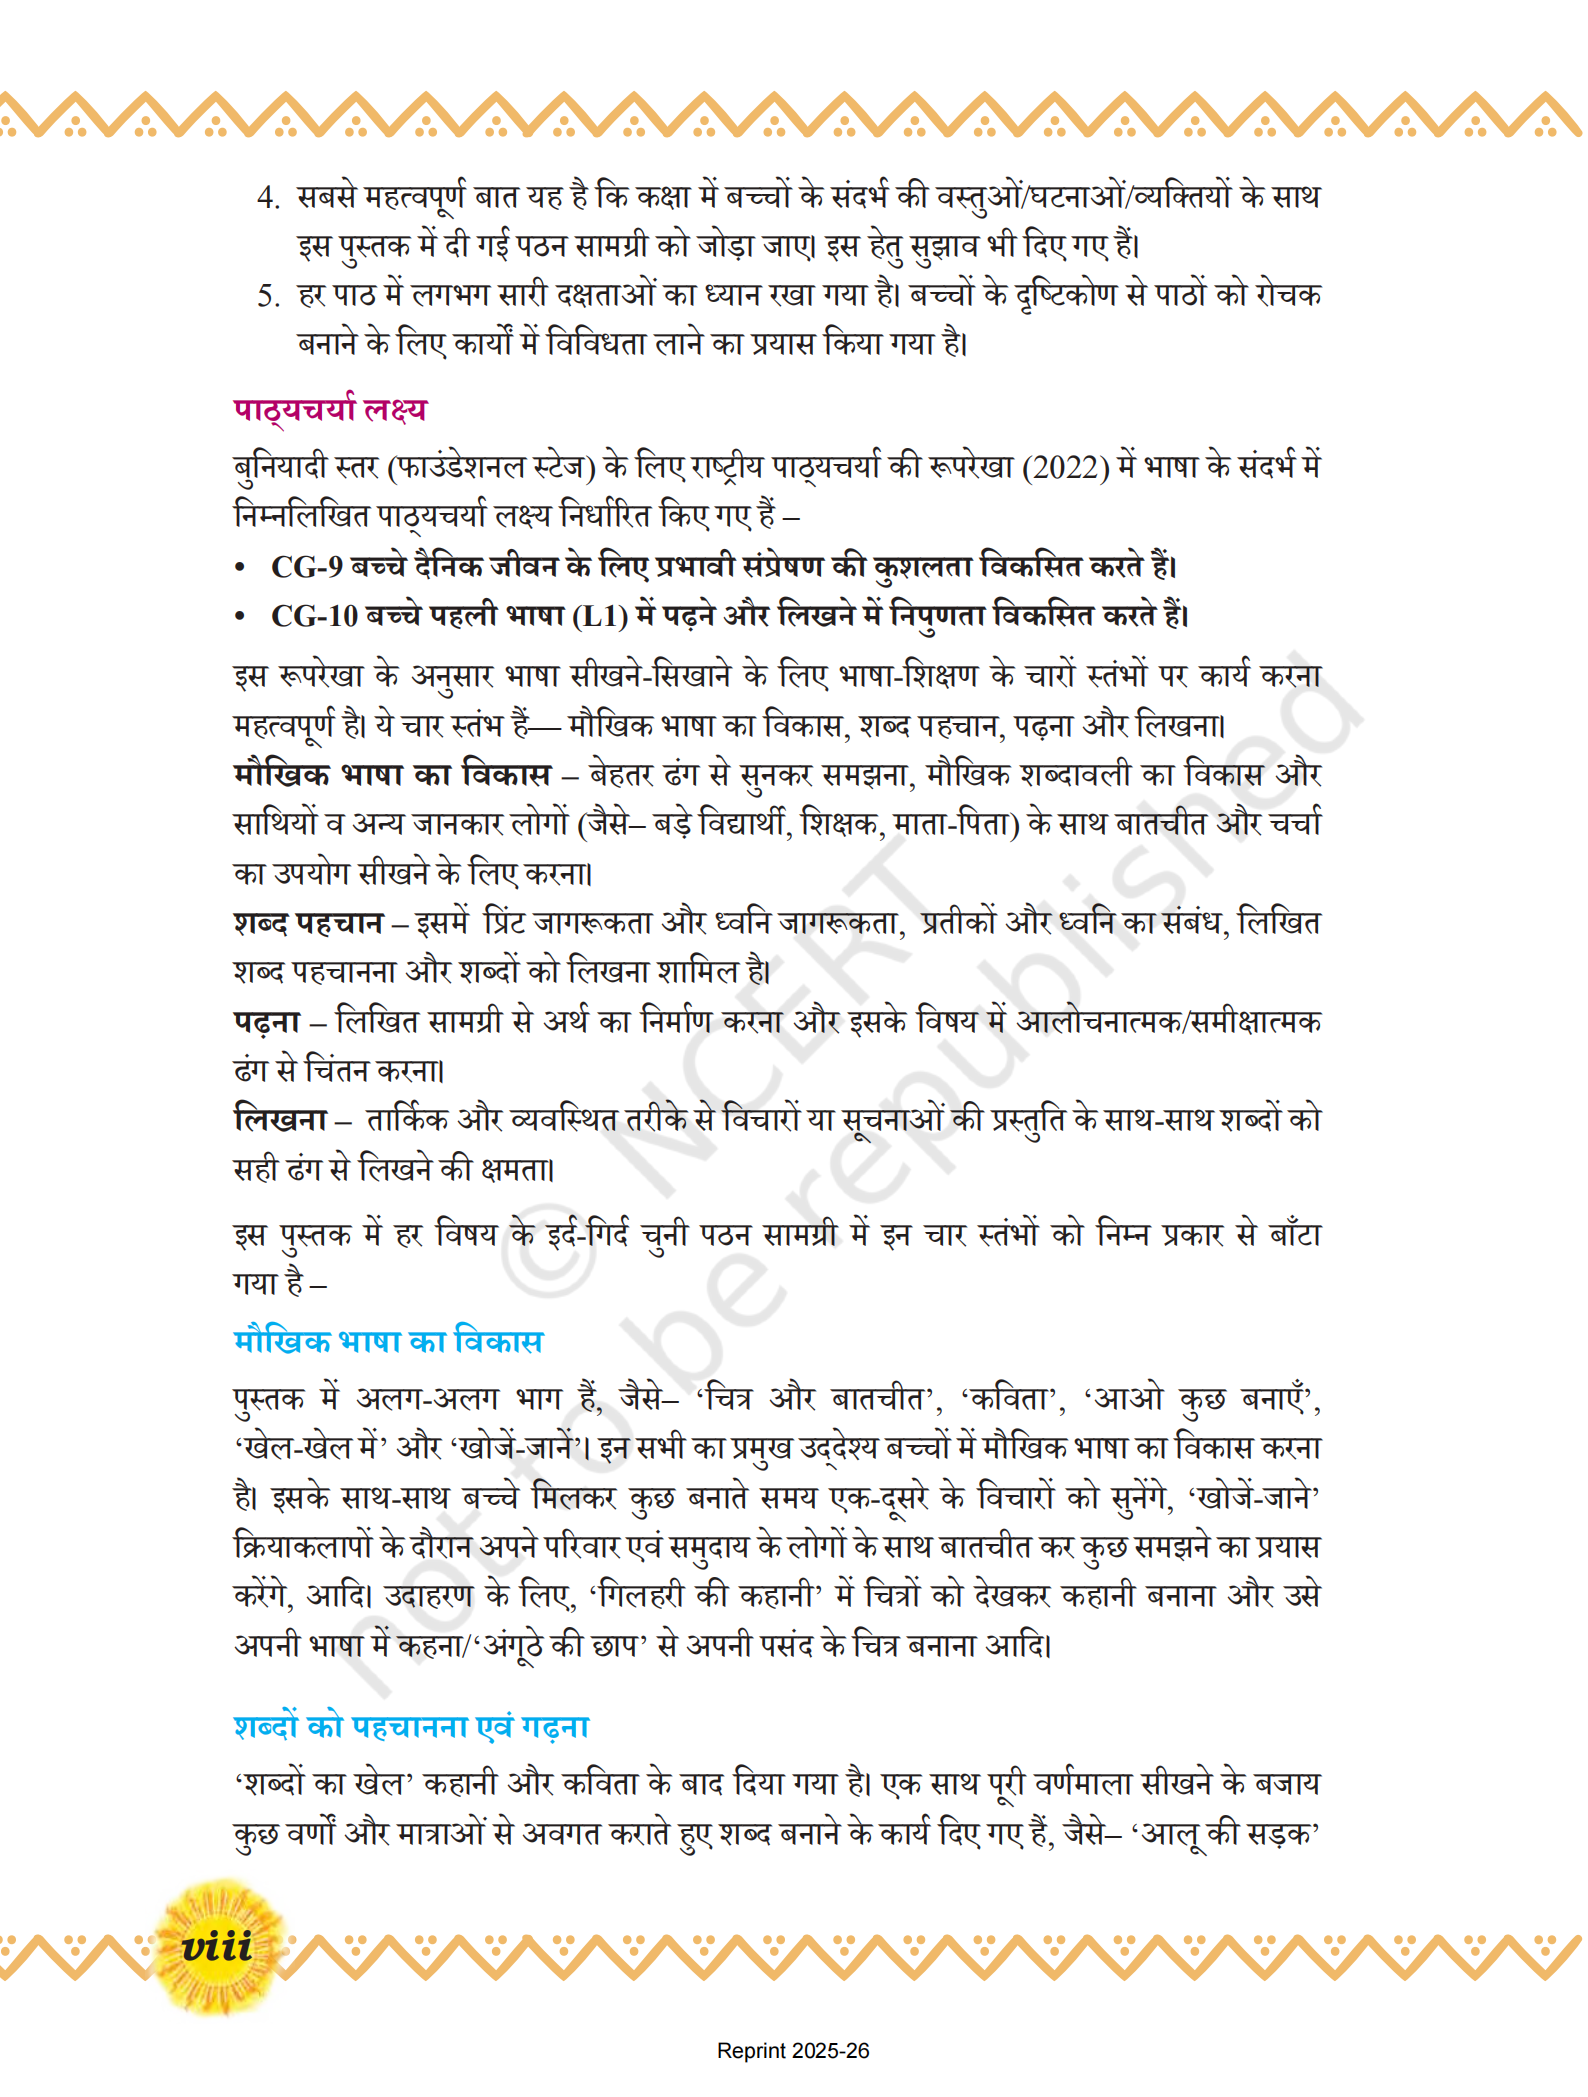 4. सबसे महत्वपूर्ण बात यह है कि कक्षा में बच्चों के संदर्भ की वस्तुओं/घटनाओं/व्यक्तियों के साथ
इस पुस्तक में दी गई पठन सामग्री को जोड़ा जाए। इस हेतु सुझाव भी दिए गए हैं।
5. हर पाठ में लगभग सारी दक्षताओं का ध्यान रखा गया है। बच्चों के दृष्टिकोण से पाठों को रोचक
बनाने के लिए कार्यों में विविधता लाने का प्रयास किया गया है।
पाठ्यचर्या लक्ष्य
बुनियादी स्तर (फाउंडेशनल स्टेज) के लिए राष्ट्रीय पाठ्यचर्या की रूपरेखा (2022) में भाषा के संदर्भ में
निम्नलिखित पाठ्यचर्या लक्ष्य निर्धारित किए गए हैं –
• CG-9 बच्चे दैनिक जीवन के लिए प्रभावी संप्रेषण की कुशलता विकसित करते हैं।
• CG-10 बच्चे पहली भाषा (L1) में पढ़ने और लिखने में निपुणता विकसित करते हैं।
इस रूपरेखा के अनुसार भाषा सीखने-सिखाने के लिए भाषा-शिक्षण के चारों स्तंभों पर कार्य करना
महत्वपूर्ण है। ये चार स्तंभ हैं— मौखिक भाषा का विकास, शब्द पहचान, पढ़ना और लिखना।
मौखिक भाषा का विकास – बेहतर ढंग से सुनकर समझना, मौखिक शब्दावली का विकास और
साथियों व अन्य जानकार लोगों (जैसे– बड़े विद्यार्थी, शिक्षक, माता-पिता) के साथ बातचीत और चर्चा
का उपयोग सीखने के लिए करना।
शब्द पहचान – इसमें प्रिंट जागरूकता और ध्वनि जागरूकता, प्रतीकों और ध्वनि का संबंध, लिखित
शब्द पहचानना और शब्दों को लिखना शामिल है।
पढ़ना – लिखित सामग्री से अर्थ का निर्माण करना और इसके विषय में आलोचनात्मक/समीक्षात्मक
ढंग से चिंतन करना।
लिखना – तार्किक और व्यवस्थित तरीके से विचारों या सूचनाओं की प्रस्तुति के साथ-साथ शब्दों को
सही ढंग से लिखने की क्षमता।
इस पुस्तक में हर विषय के इर्द-गिर्द चुनी पठन सामग्री में इन चार स्तंभों को निम्न प्रकार से बाँटा
गया है –
मौखिक भाषा का विकास
पुस्तक में अलग-अलग भाग हैं, जैसे– ‘चित्र और बातचीत’, ‘कविता’, ‘आओ कुछ बनाएँ’,
‘खेल-खेल में’ और ‘खोजें-जानें’। इन सभी का प्रमुख उद्देश्य बच्चों में मौखिक भाषा का विकास करना
है। इसके साथ-साथ बच्चे मिलकर कुछ बनाते समय एक-दूसरे के विचारों को सुनेंगे, ‘खोजें-जाने’
क्रियाकलापों के दौरान अपने परिवार एवं समुदाय के लोगों के साथ बातचीत कर कुछ समझने का प्रयास
करेंगे, आदि। उदाहरण के लिए, ‘गिलहरी की कहानी’ में चित्रों को देखकर कहानी बनाना और उसे
अपनी भाषा में कहना/‘अंगूठे की छाप’ से अपनी पसंद के चित्र बनाना आदि।
शब्दों को पहचानना एवं गढ़ना
‘शब्दों का खेल’ कहानी और कविता के बाद दिया गया है। एक साथ पूरी वर्णमाला सीखने के बजाय
कुछ वर्णों और मात्राओं से अवगत कराते हुए शब्द बनाने के कार्य दिए गए हैं, जैसे– ‘आलू की सड़क’
viii
Reprint 2025-26
© NCERT
not to be republished